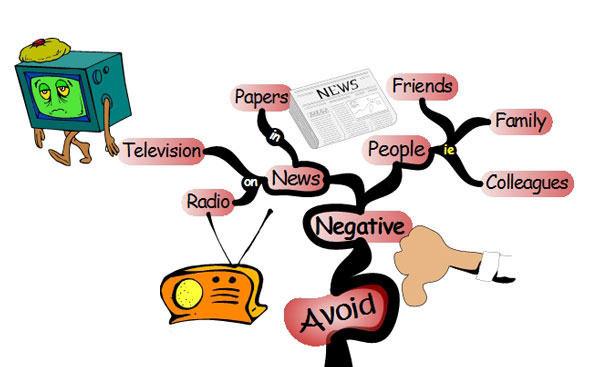 Papers
in
NEWS
Friends
Family
ie
People
Colleagues
Television
on
News
Radio
Negative
Avoid